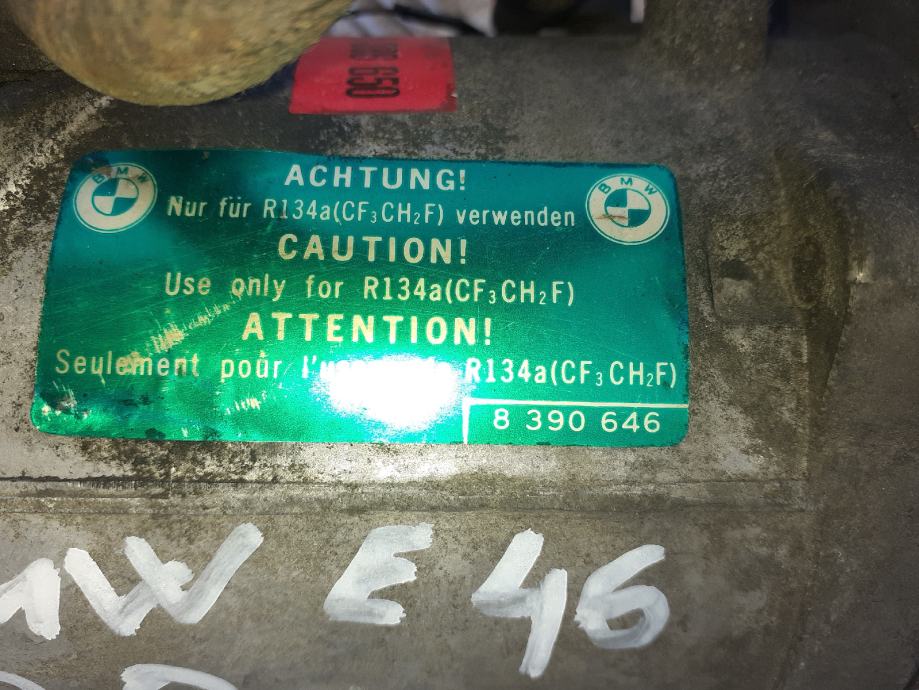 650
BMW
BMW
ACHTUNG!
Nur für R134a(CF₃CH₂F) verwenden
CAUTION!
Use only for R134a(CF₃CH₂F)
ATTENTION!
Seulement pour R134a(CF₃CH₂F)
8 390 646
E 46